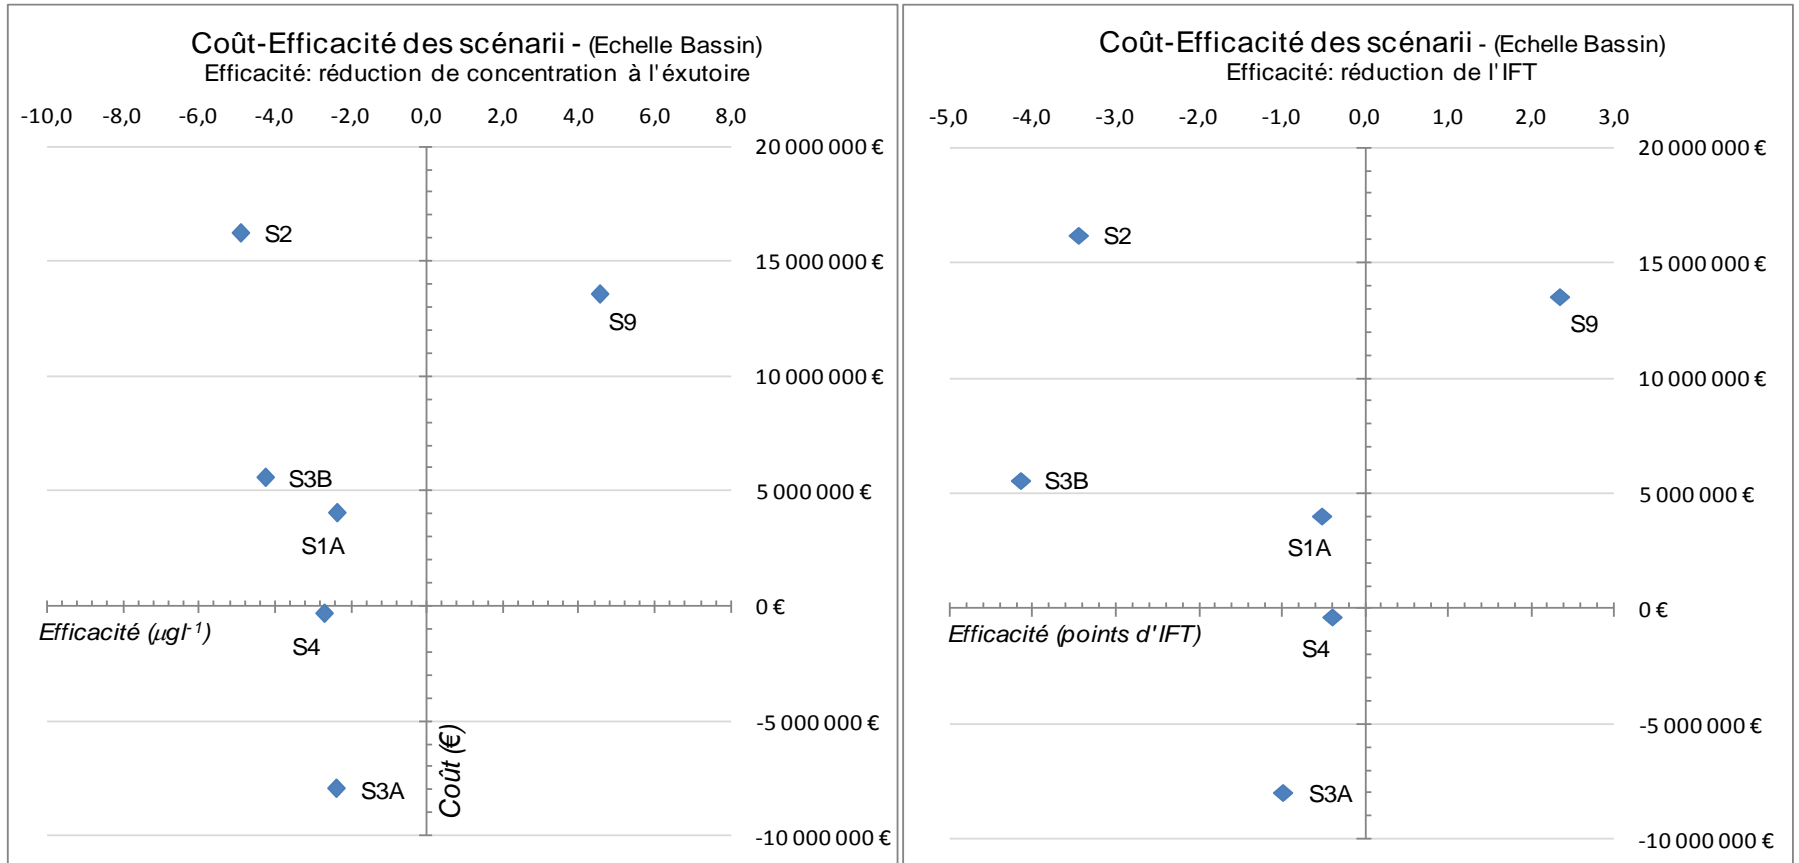 Coût-Efficacité des scénarii - (Echelle Bassin)
Efficacité: réduction de concentration à l'éxutoire
-10,0 -8,0 -6,0 -4,0 -2,0 0,0 2,0 4,0 6,0 8,0
20 000 000 €
S2
15 000 000 €
S9
10 000 000 €
S3B
5 000 000 €
S1A
0 €
Efficacité (µgl-1)
S4
-5 000 000 €
Coût (€)
S3A
-10 000 000 €
Coût-Efficacité des scénarii - (Echelle Bassin)
Efficacité: réduction de l'IFT
-5,0 -4,0 -3,0 -2,0 -1,0 0,0 1,0 2,0 3,0
20 000 000 €
S2
15 000 000 €
S9
10 000 000 €
S3B
5 000 000 €
S1A
0 €
Efficacité (points d'IFT)
S4
-5 000 000 €
S3A
-10 000 000 €